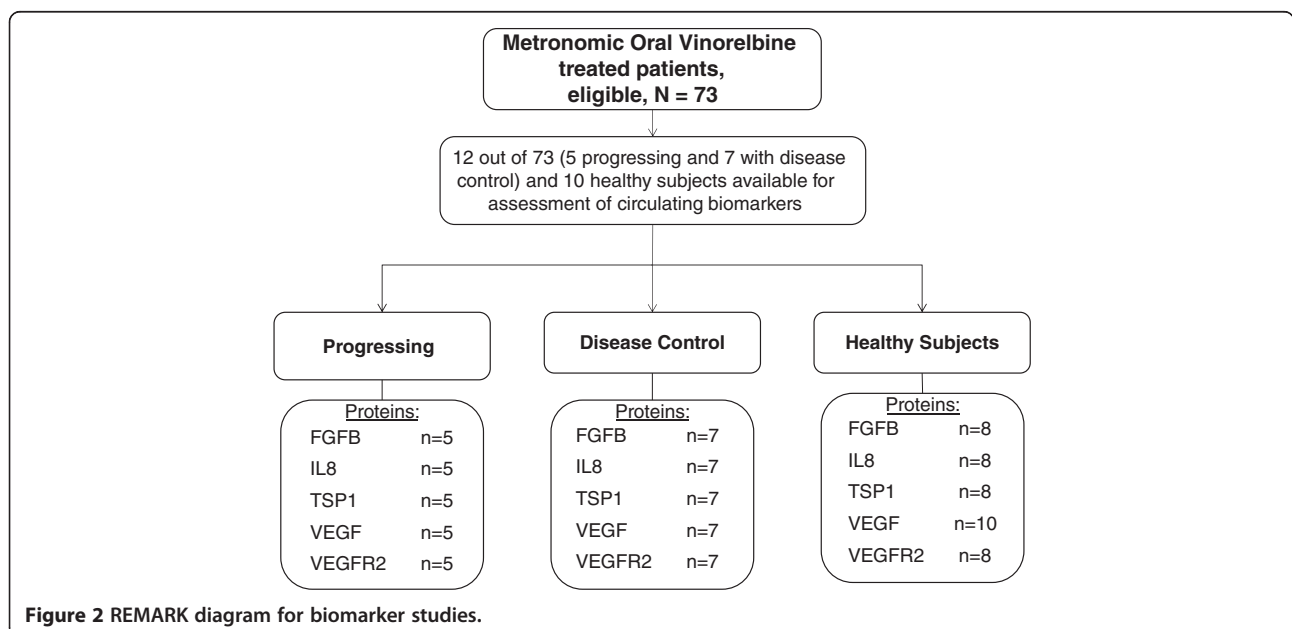 Metronomic Oral Vinorelbine
treated patients,
eligible, N = 73
12 out of 73 (5 progressing and 7 with disease
control) and 10 healthy subjects available for
assessment of circulating biomarkers
Progressing
Proteins:
FGFB n=5
IL8 n=5
TSP1 n=5
VEGF n=5
VEGFR2 n=5
Disease Control
Proteins:
FGFB n=7
IL8 n=7
TSP1 n=7
VEGF n=7
VEGFR2 n=7
Healthy Subjects
Proteins:
FGFB n=8
IL8 n=8
TSP1 n=8
VEGF n=10
VEGFR2 n=8
Figure 2 REMARK diagram for biomarker studies.